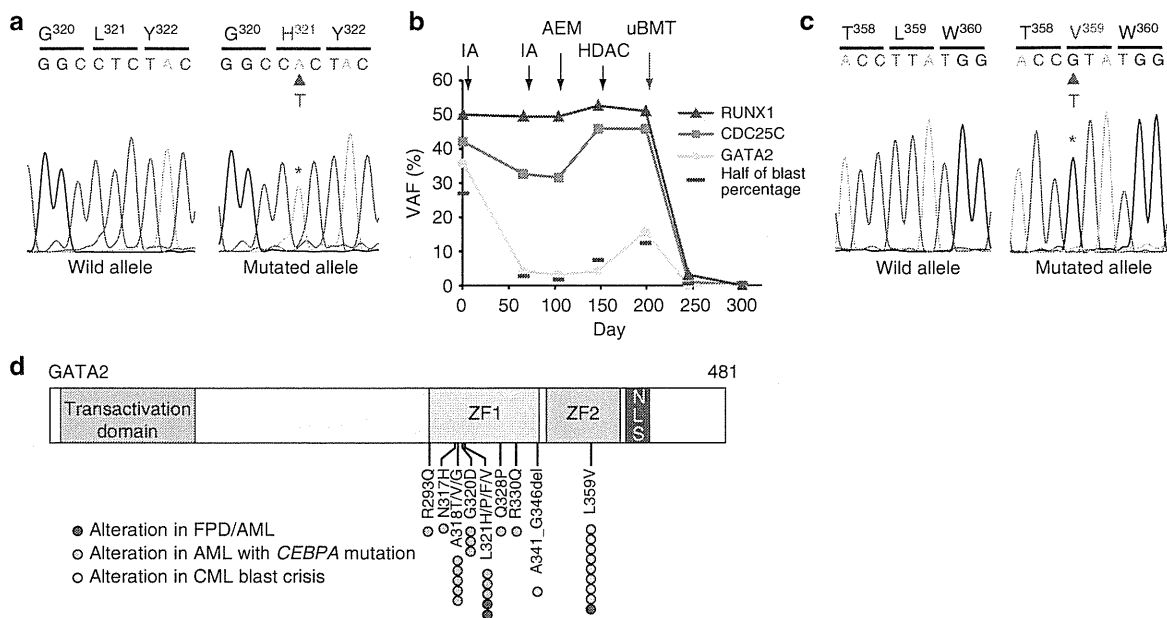 a
G320 L321 Y322
G G C C T C T A C
G320 H321 Y322
G G C C A C T A C
T
*
Wild allele
Mutated allele
b
AEM uBMT
IA IA HDAC
60
50
40
30
20
10
0
VAF (%)
0 50 100 150 200 250 300
Day
RUNX1
CDC25C
GATA2
Half of blast
percentage
c
T358 L359 W360
A C C T T A T G G
T358 V359 W360
A C C G T A T G G
T
*
Wild allele
Mutated allele
d
GATA2
481
Transactivation
domain
ZF1
ZF2
NLS
R293Q
N317H
A318T/V/G
G320D
L321H/P/F/V
Q328P
R330Q
A341_G346del
L359V
Alteration in FPD/AML
Alteration in AML with CEBPA mutation
Alteration in CML blast crisis